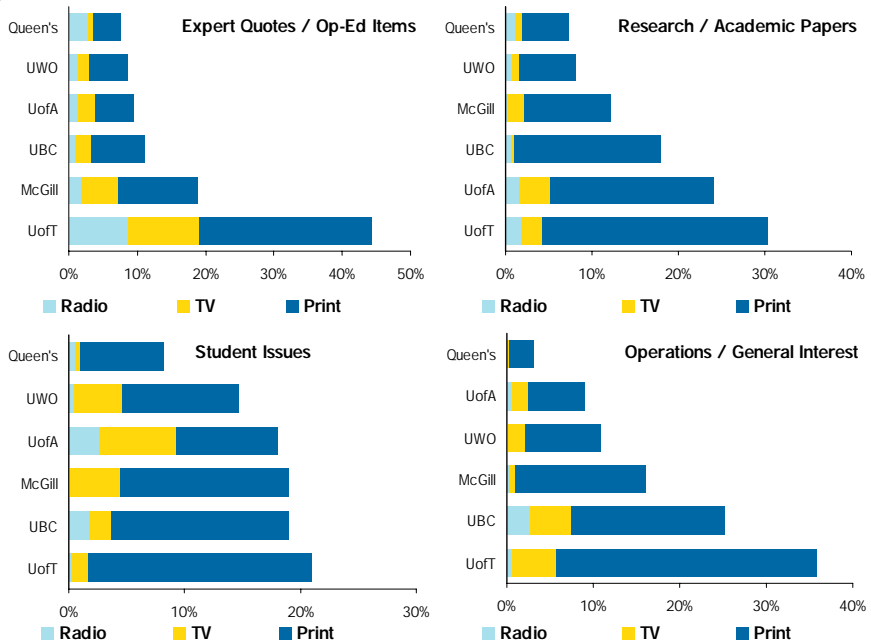 Expert Quotes / Op-Ed Items
Queen's
UWO
UofA
UBC
McGill
UofT
0% 10% 20% 30% 40% 50%
Radio TV Print
Research / Academic Papers
Queen's
UWO
McGill
UBC
UofA
UofT
0% 10% 20% 30% 40%
Radio TV Print
Student Issues
Queen's
UWO
UofA
McGill
UBC
UofT
0% 10% 20% 30%
Radio TV Print
Operations / General Interest
Queen's
UofA
UWO
McGill
UBC
UofT
0% 10% 20% 30% 40%
Radio TV Print